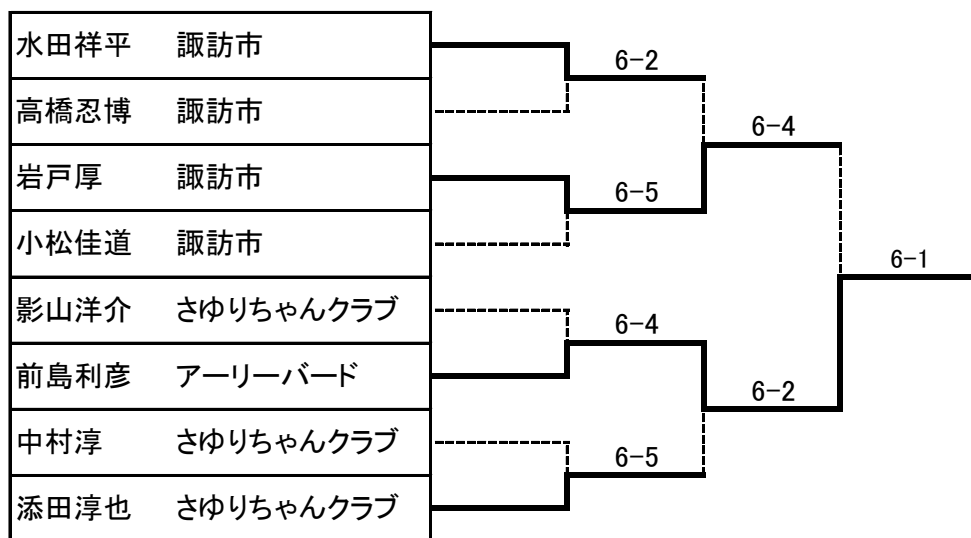 水田祥平 諏訪市
6-2
高橋忍博 諏訪市
6-4
岩戸厚 諏訪市
6-5
小松佳道 諏訪市
6-1
影山洋介 さゆりちゃんクラブ
6-4
前島利彦 アーリーバード
6-2
中村淳 さゆりちゃんクラブ
6-5
添田淳也 さゆりちゃんクラブ